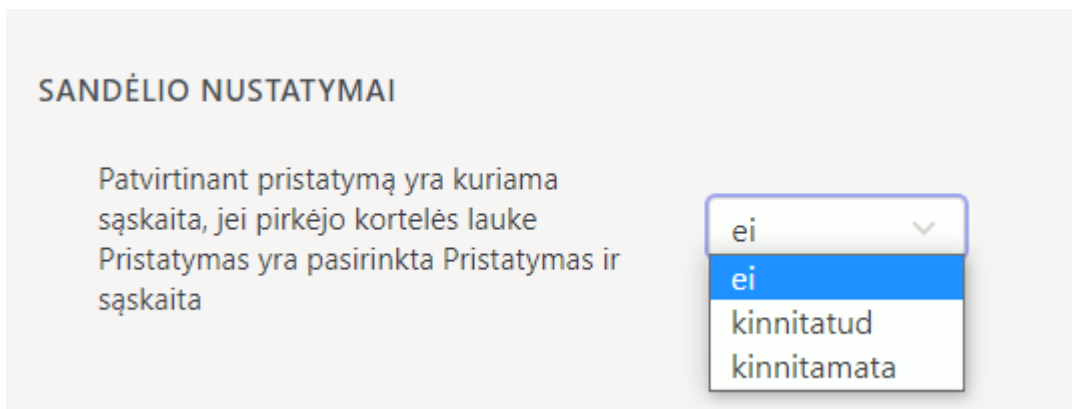 SANDĖLIO NUSTATYMAI
Patvirtinant pristatymą yra kuriama
sąskaita, jei pirkėjo kortelės lauke
Pristatymas yra pasirinkta Pristatymas ir
sąskaita
ei
ei
kinnitatud
kinnitamata